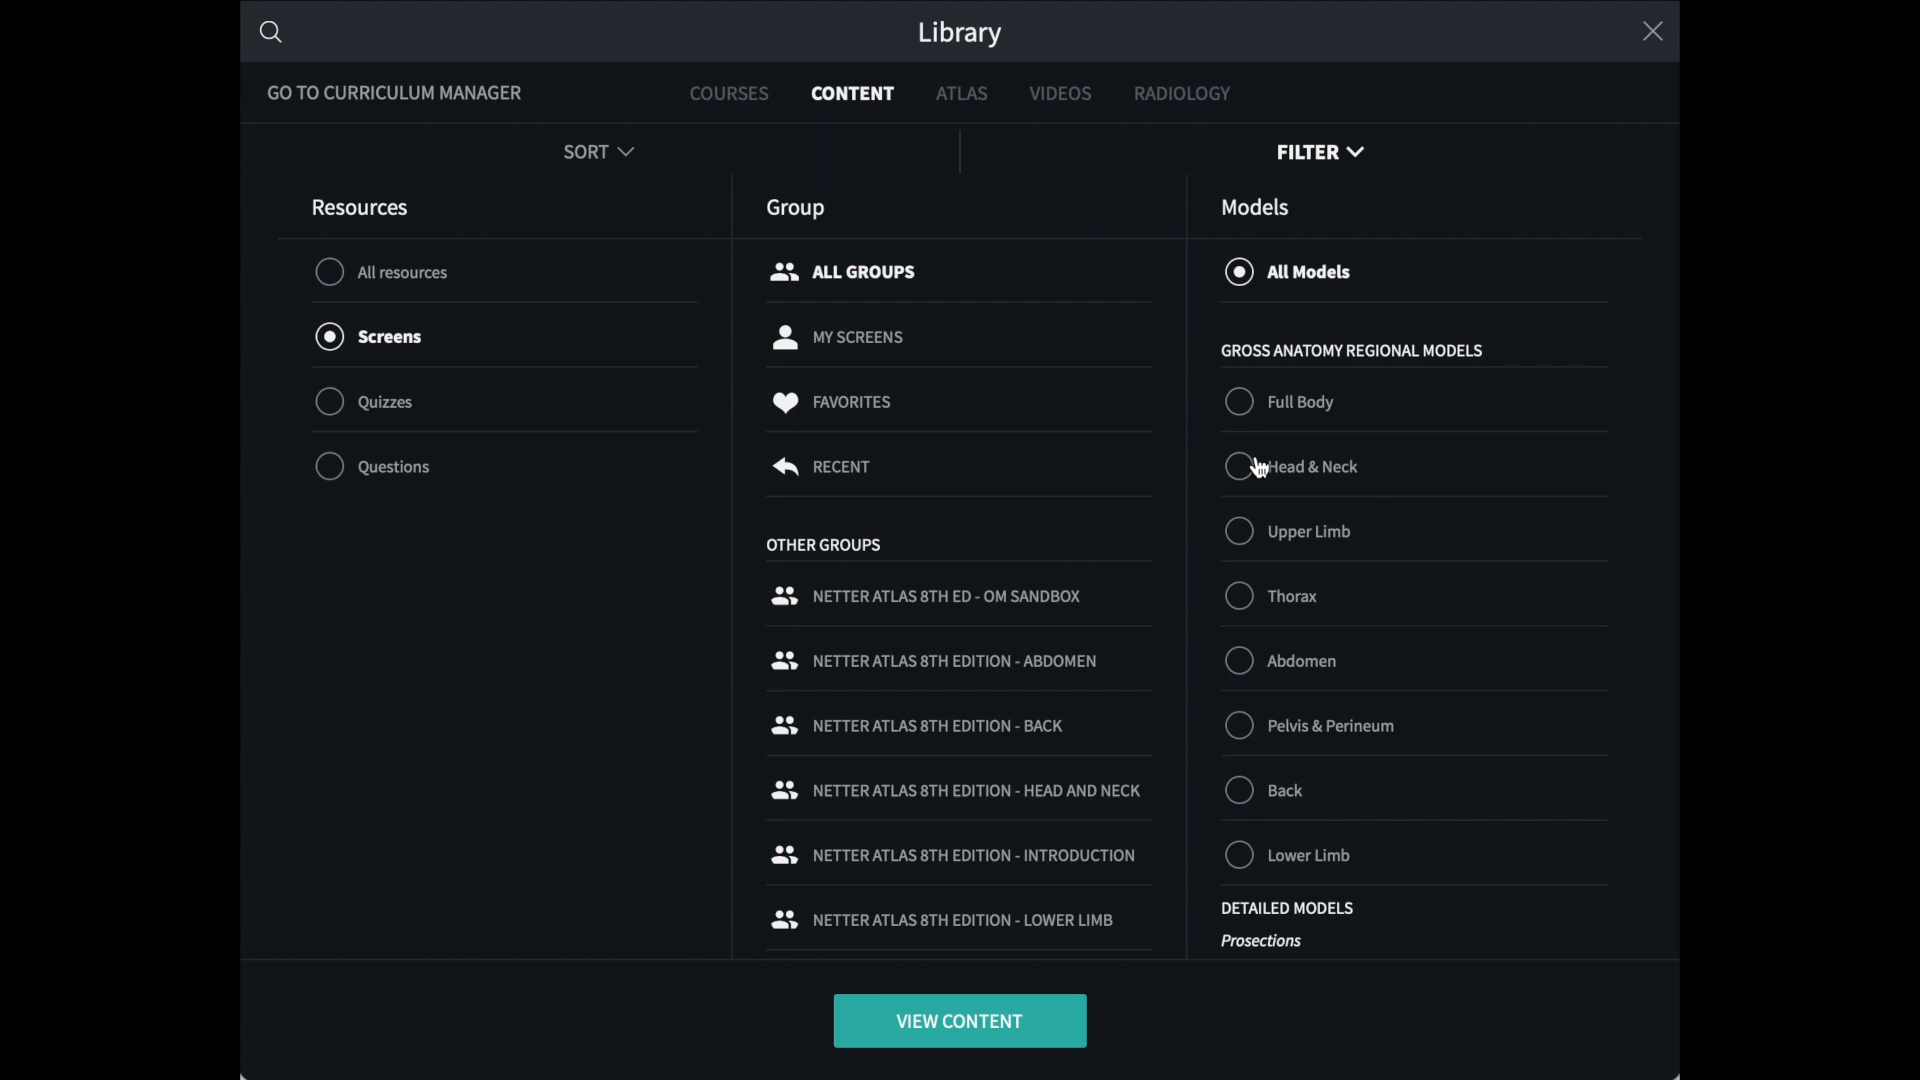 Library
GO TO CURRICULUM MANAGER
COURSES
CONTENT
ATLAS
VIDEOS
RADIOLOGY
SORT
FILTER
Resources
All resources
Screens
Quizzes
Questions
Group
ALL GROUPS
MY SCREENS
FAVORITES
RECENT
OTHER GROUPS
NETTER ATLAS 8TH ED - OM SANDBOX
NETTER ATLAS 8TH EDITION - ABDOMEN
NETTER ATLAS 8TH EDITION - BACK
NETTER ATLAS 8TH EDITION - HEAD AND NECK
NETTER ATLAS 8TH EDITION - INTRODUCTION
NETTER ATLAS 8TH EDITION - LOWER LIMB
Models
All Models
GROSS ANATOMY REGIONAL MODELS
Full Body
Head & Neck
Upper Limb
Thorax
Abdomen
Pelvis & Perineum
Back
Lower Limb
DETAILED MODELS
Prosections
VIEW CONTENT